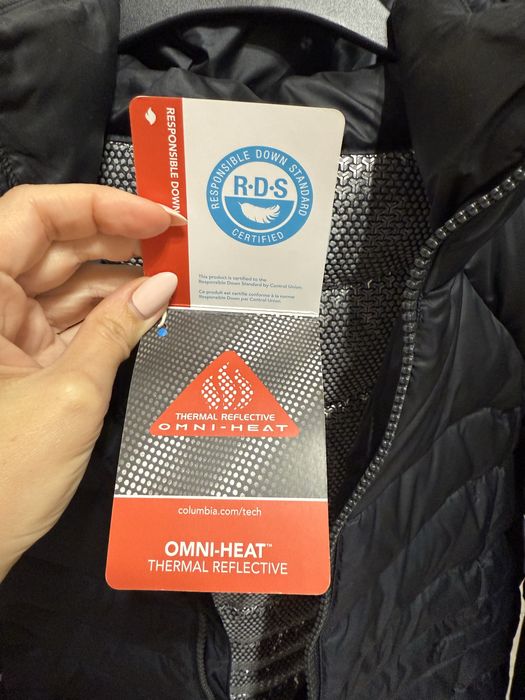 RESPONSIBLE DOWN
RESPONSIBLE DOWN STANDARD
R·D·S
CERTIFIED
This product is certified to the
Responsible Down Standard by Control Union.
Ce produit est certifié conforme à la norme
Responsible Down par Control Union.
THERMAL REFLECTIVE
OMNI-HEAT
columbia.com/tech
OMNI-HEAT™
THERMAL REFLECTIVE